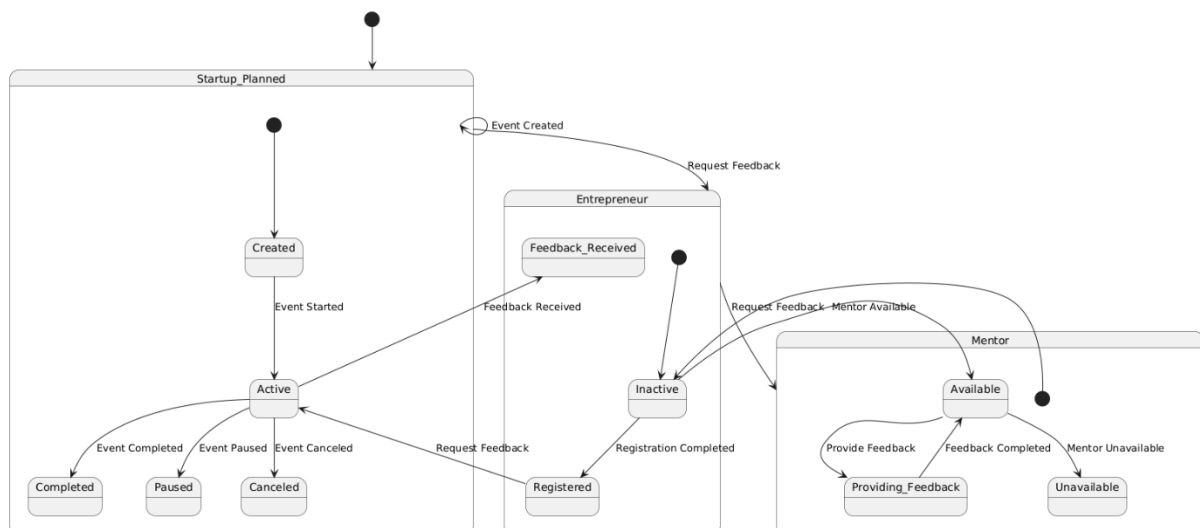 Startup_Planned
Event Created
Request Feedback
Entrepreneur
Created
Feedback_Received
Event Started
Feedback Received
Request Feedback
Mentor Available
Mentor
Active
Inactive
Available
Event Completed
Event Paused
Event Canceled
Request Feedback
Registration Completed
Provide Feedback
Feedback Completed
Mentor Unavailable
Completed
Paused
Canceled
Registered
Providing_Feedback
Unavailable